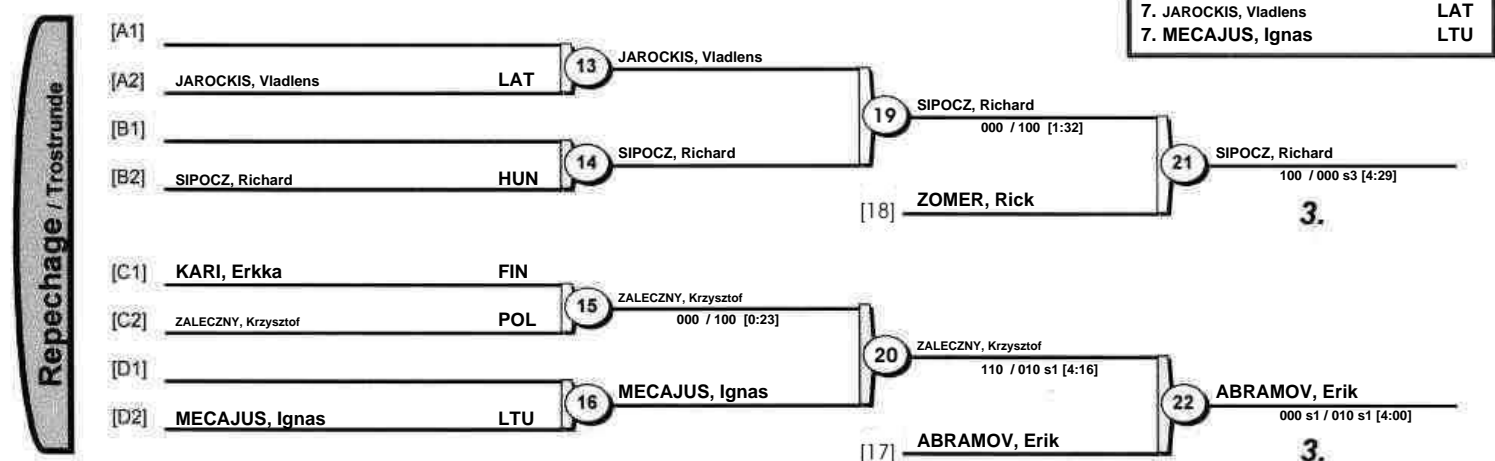 7. JAROCKIS, Vladlens LAT
7. MECAJUS, Ignas LTU
Repechage / Trostrunde
[A1]
[A2] JAROCKIS, Vladlens LAT
13 JAROCKIS, Vladlens
[B1]
[B2] SIPOCZ, Richard HUN
14 SIPOCZ, Richard
19 SIPOCZ, Richard
000 / 100 [1:32]
[18] ZOMER, Rick
21 SIPOCZ, Richard
100 / 000 s3 [4:29]
3.
[C1] KARI, Erkka FIN
[C2] ZALECZNY, Krzysztof POL
15 ZALECZNY, Krzysztof
000 / 100 [0:23]
[D1]
[D2] MECAJUS, Ignas LTU
16 MECAJUS, Ignas
20 ZALECZNY, Krzysztof
110 / 010 s1 [4:16]
[17] ABRAMOV, Erik
22 ABRAMOV, Erik
000 s1 / 010 s1 [4:00]
3.